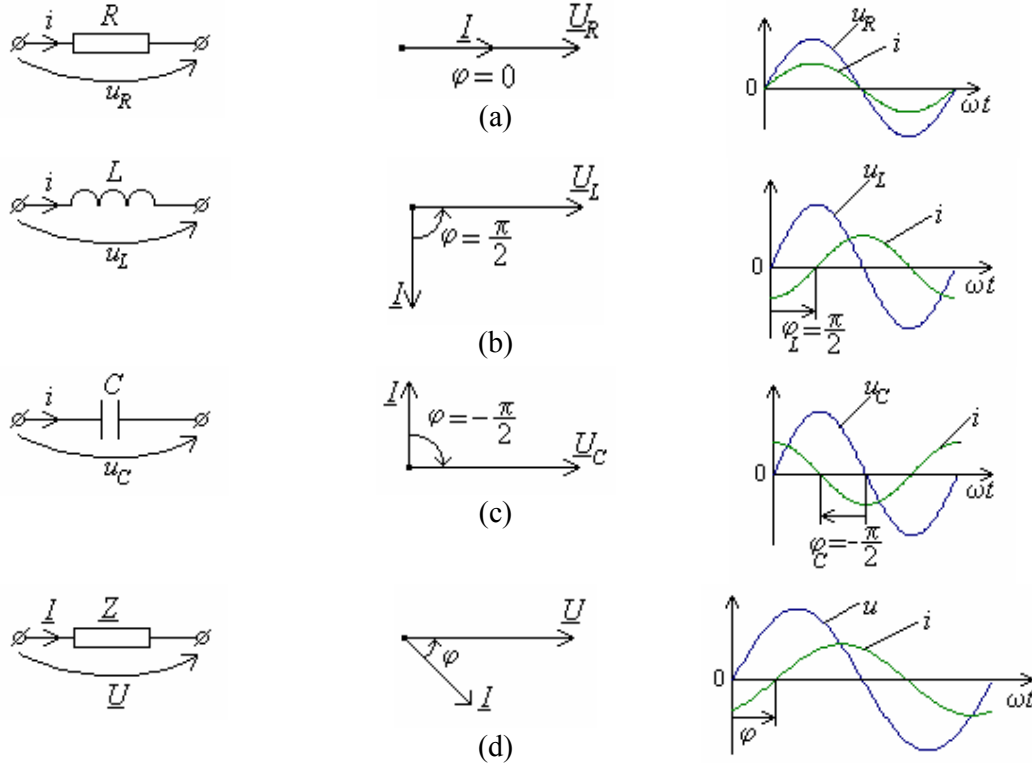 i R
u_R
I U_R
φ = 0
u_R
i
0
ωt
(a)
i L
u_L
U_L
φ = π/2
I
u_L
i
0
ωt
φ_L = π/2
(b)
i C
u_C
I
φ = -π/2
U_C
u_C
i
0
ωt
φ_C = -π/2
(c)
I Z
U
U
φ
I
u
i
0
ωt
φ
(d)